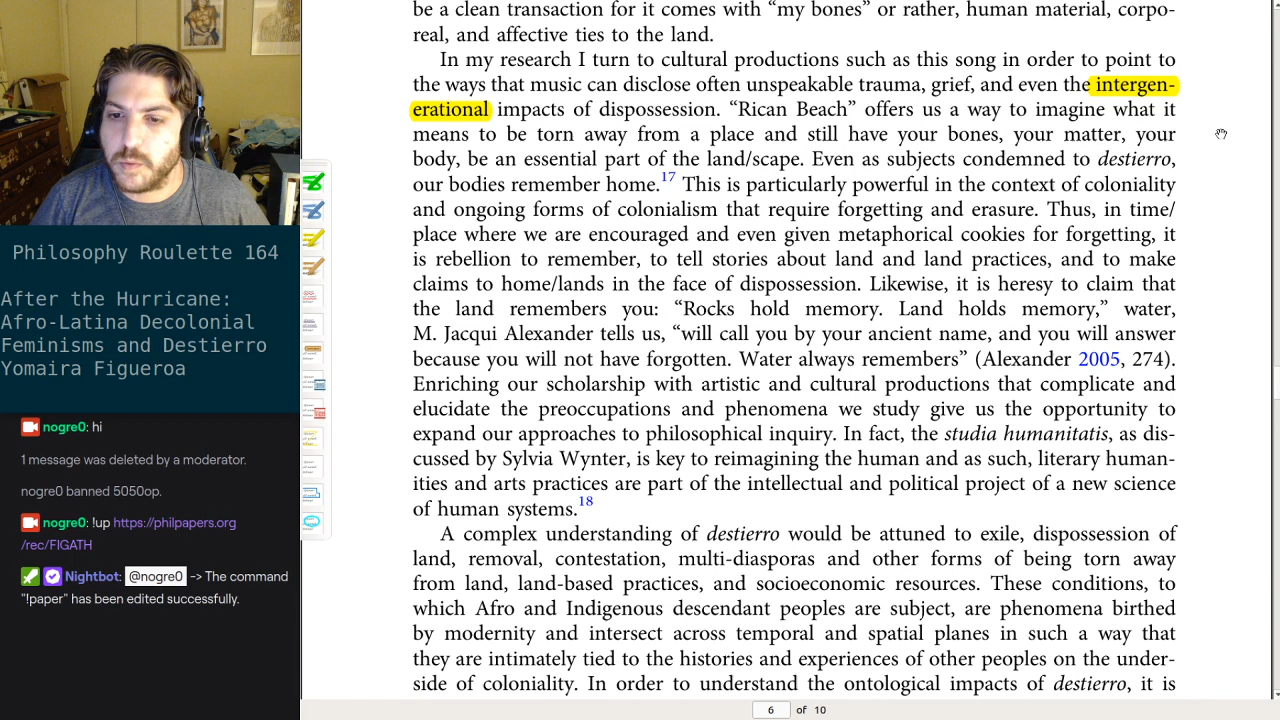 Philosophy Roulette 164
After the Hurricane:
Afro-Latina Decolonial
Feminisms and Destierro
Yomaira Figueroa
nogre0: hi
1 message was deleted by a moderator.
nogre0 banned 5050op.
nogre0: !up https://philpapers.org
/rec/FIGATH
Nightbot: @nogre0 -> The command
"!paper" has been edited successfully.
be a clean transaction for it comes with “my bones” or rather, human material, corpo-
real, and affective ties to the land.
In my research I turn to cultural productions such as this song in order to point to
the ways that music can disclose often unspeakable trauma, grief, and even the intergen-
erational impacts of dispossession. “Rican Beach” offers us a way to imagine what it
means to be torn away from a place and still have your bones, your matter, your
body, be an essential part of the landscape. Even as subjects condemned to destierro,
our bodies remember home.17 This is particularly powerful in the context of coloniality
and ongoing forms of colonialism that require forgetting and erasure. Thus, in time/
place where we are encouraged and even given metaphorical cookies for forgetting, it
is rebellion to remember, to tell stories about land and land practices, and to make
claims to home/lands in the face of dispossession. Likewise, it is not easy to erase that
the land remembers you: “Rooted” in history. Land has memory when
M. Jacqui Alexander tells us “will call you by your ancient name, and you will answer
because you will not have forgotten. Water always remembers” (Alexander 2005, 274).
Enriching our scholarship with artistic and cultural productions that complicate and
elucidate the problem-spaces and phenomena we study give us the opportunity to
expand our approaches to philosophical inquiry. In fact the studia humanitatis, as dis-
cussed by Sylvia Wynter, is key to reimagining the human and as such literary human-
ities and arts practices are part of the intellectual and political project of a new science
of human systems.18
A complex understanding of destierro would be attuned to exile, dispossession of
land, removal, contestation, multi-diasporas and other forms of being torn away
from land, land-based practices, and socioeconomic resources. These conditions, to
which Afro and Indigenous descendant peoples are subject, are phenomena birthed
by modernity and intersect across temporal and spatial planes in such a way that
they are intimately tied to the histories and experiences of other peoples on the under-
side of coloniality. In order to understand the ontological impacts of destierro, it is
6 of 10